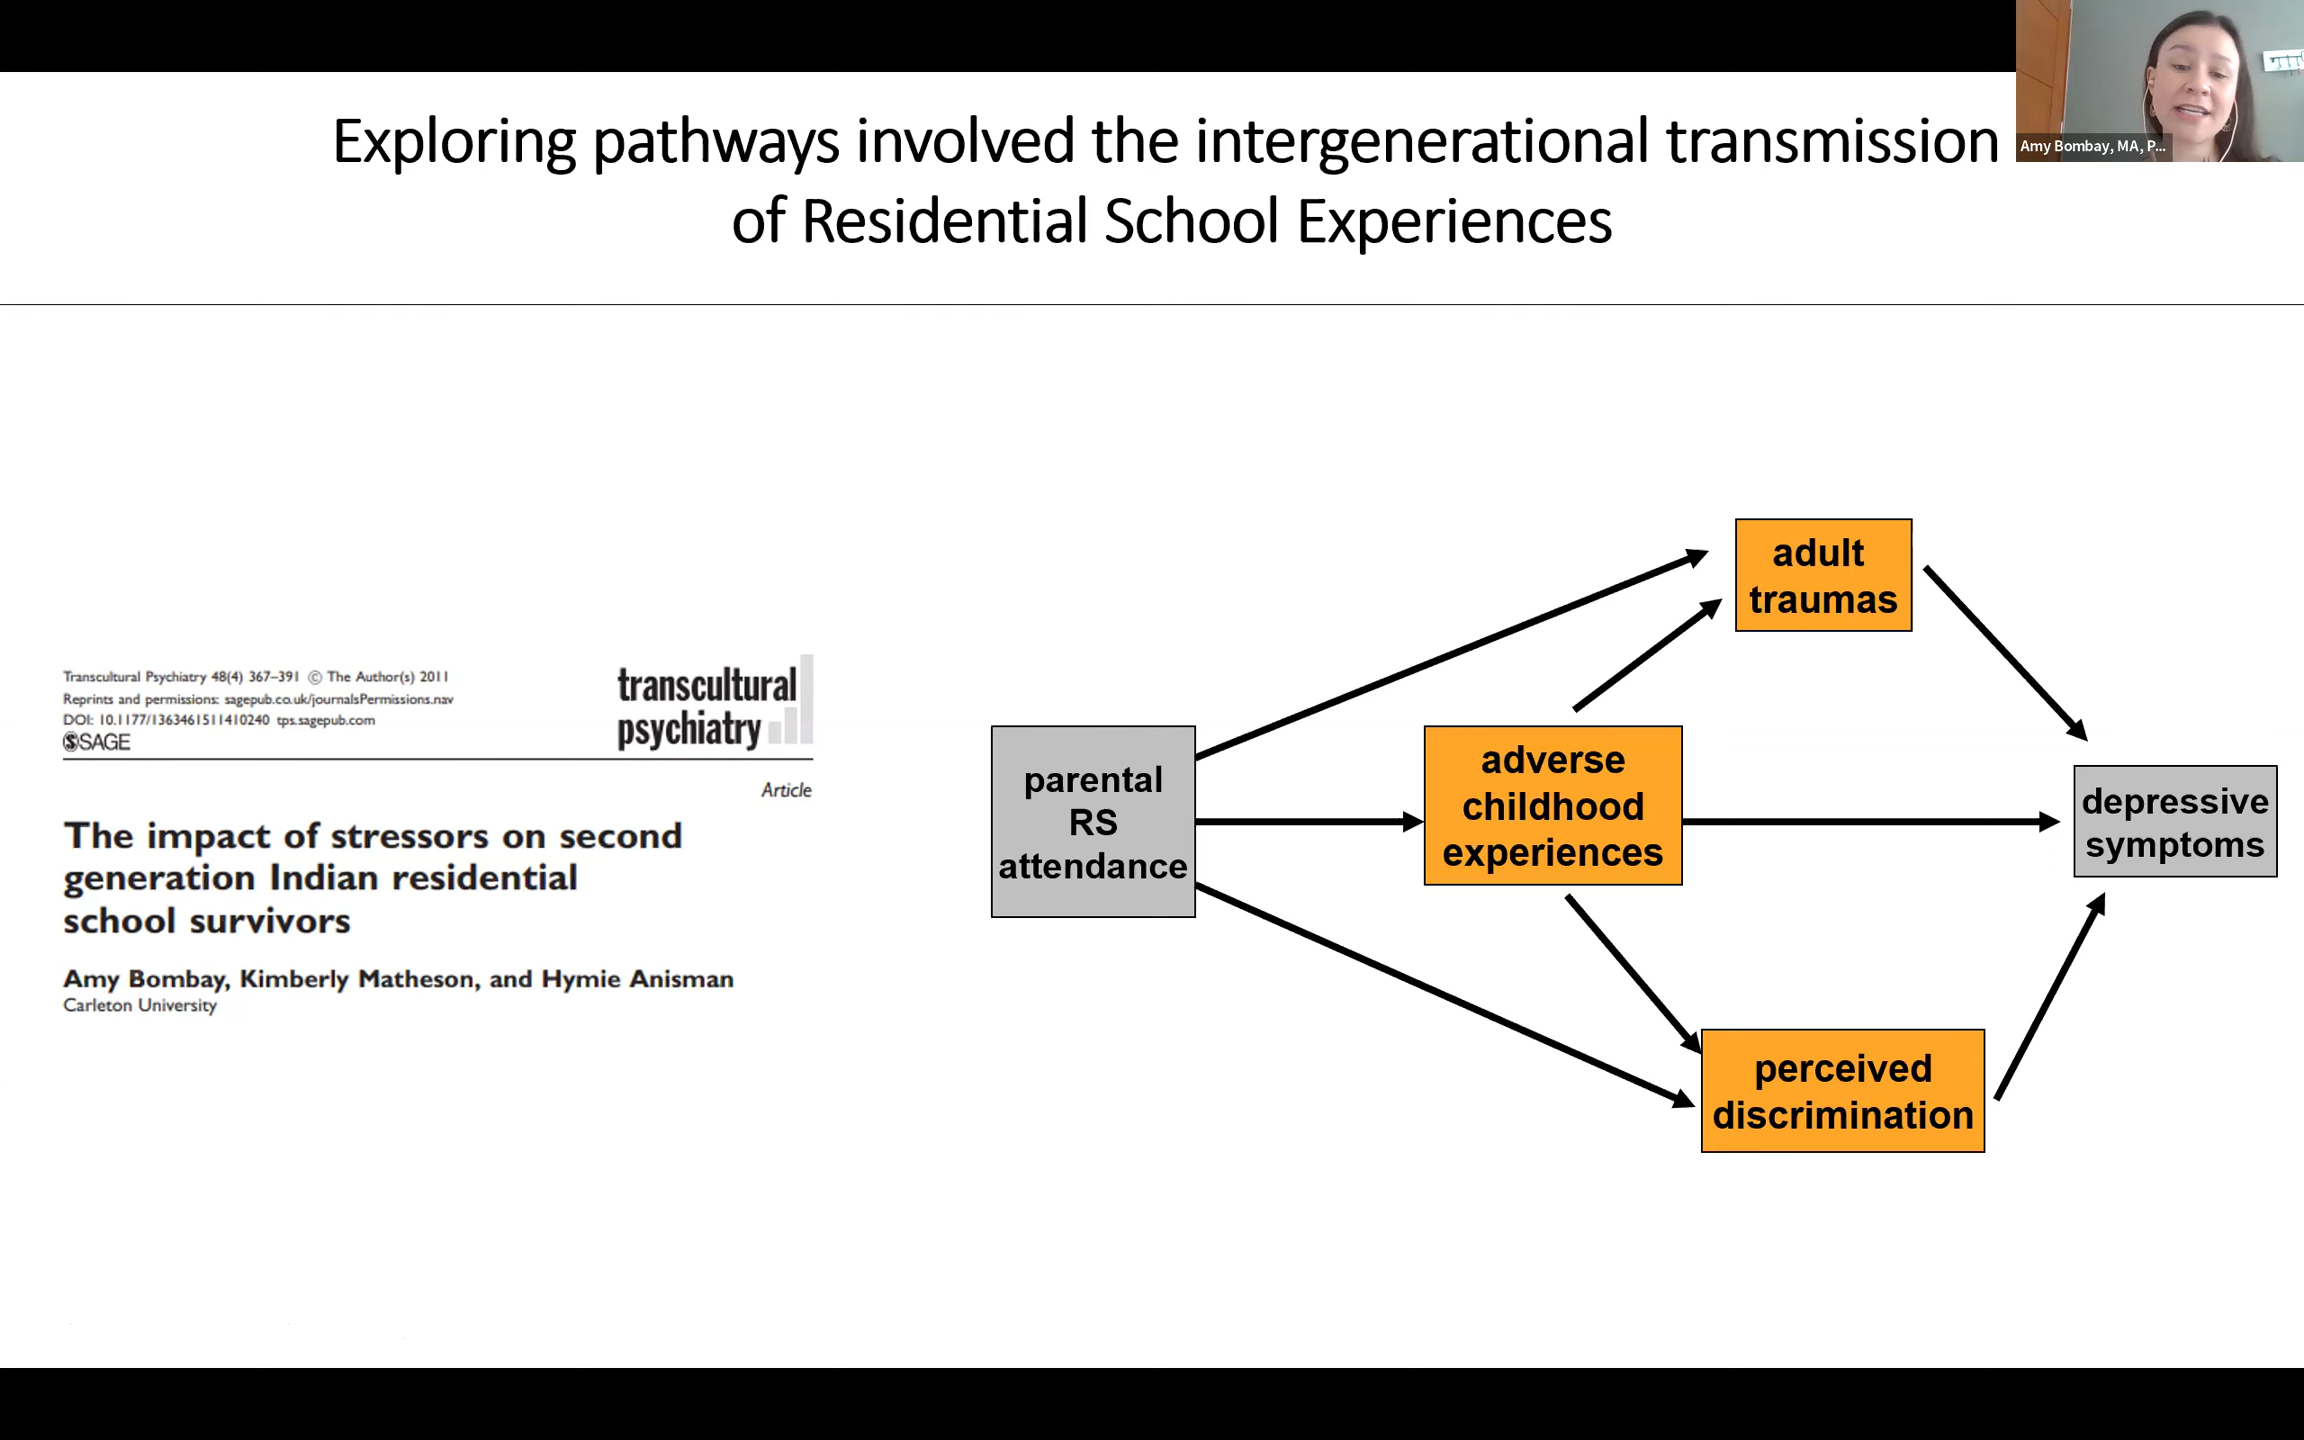 Exploring pathways involved the intergenerational transmission
of Residential School Experiences
Amy Bombay, MA, P...
Transcultural Psychiatry 48(4) 367–391 © The Author(s) 2011
Reprints and permissions: sagepub.co.uk/journalsPermissions.nav
DOI: 10.1177/1363461511410240 tps.sagepub.com
SAGE
transcultural
psychiatry
Article
The impact of stressors on second
generation Indian residential
school survivors
Amy Bombay, Kimberly Matheson, and Hymie Anisman
Carleton University
parental
RS
attendance
adult
traumas
adverse
childhood
experiences
perceived
discrimination
depressive
symptoms